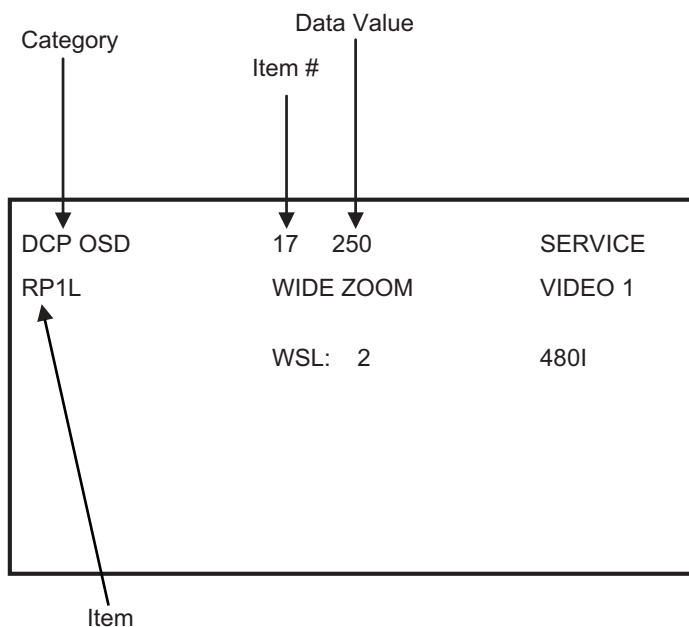 Data Value
Category
Item #
DCP OSD 17 250 SERVICE
RP1L WIDE ZOOM VIDEO 1
WSL: 2 480I
Item